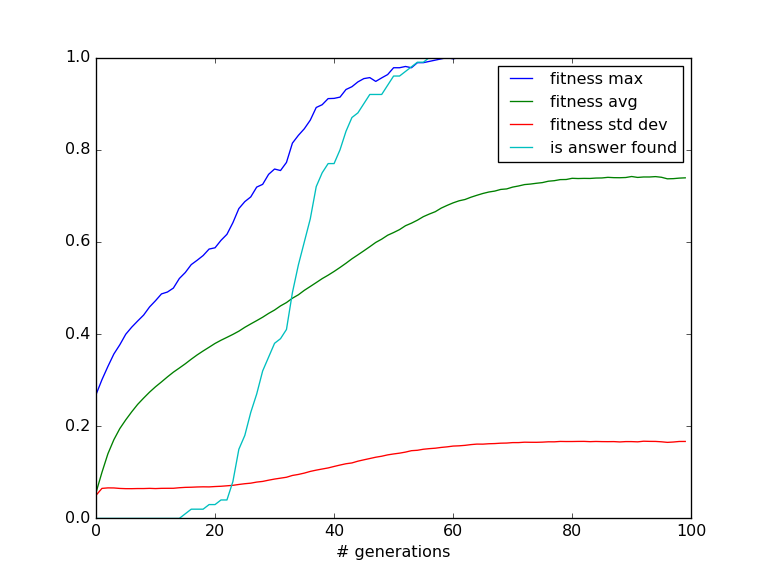 1.0
0.8
0.6
0.4
0.2
0.0
fitness max
fitness avg
fitness std dev
is answer found
0 20 40 60 80 100
# generations